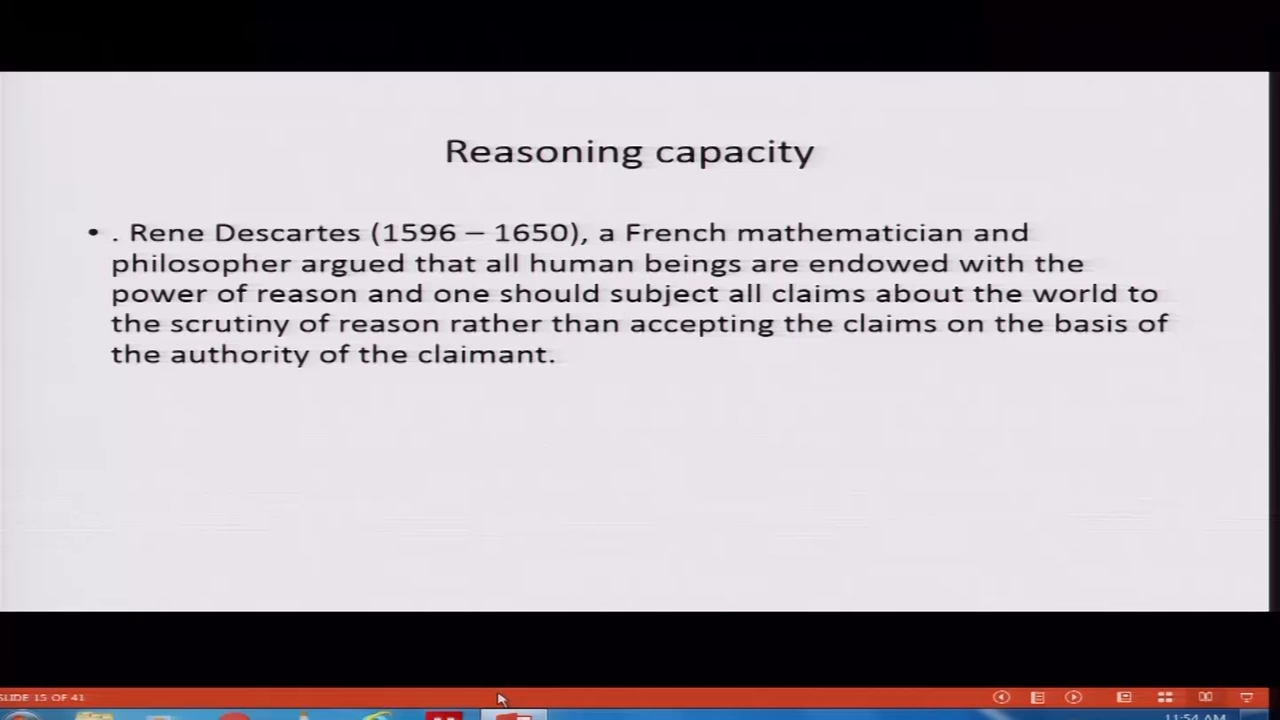 Reasoning capacity
• . Rene Descartes (1596 – 1650), a French mathematician and
philosopher argued that all human beings are endowed with the
power of reason and one should subject all claims about the world to
the scrutiny of reason rather than accepting the claims on the basis of
the authority of the claimant.
SLIDE 15 OF 41
11:54 AM